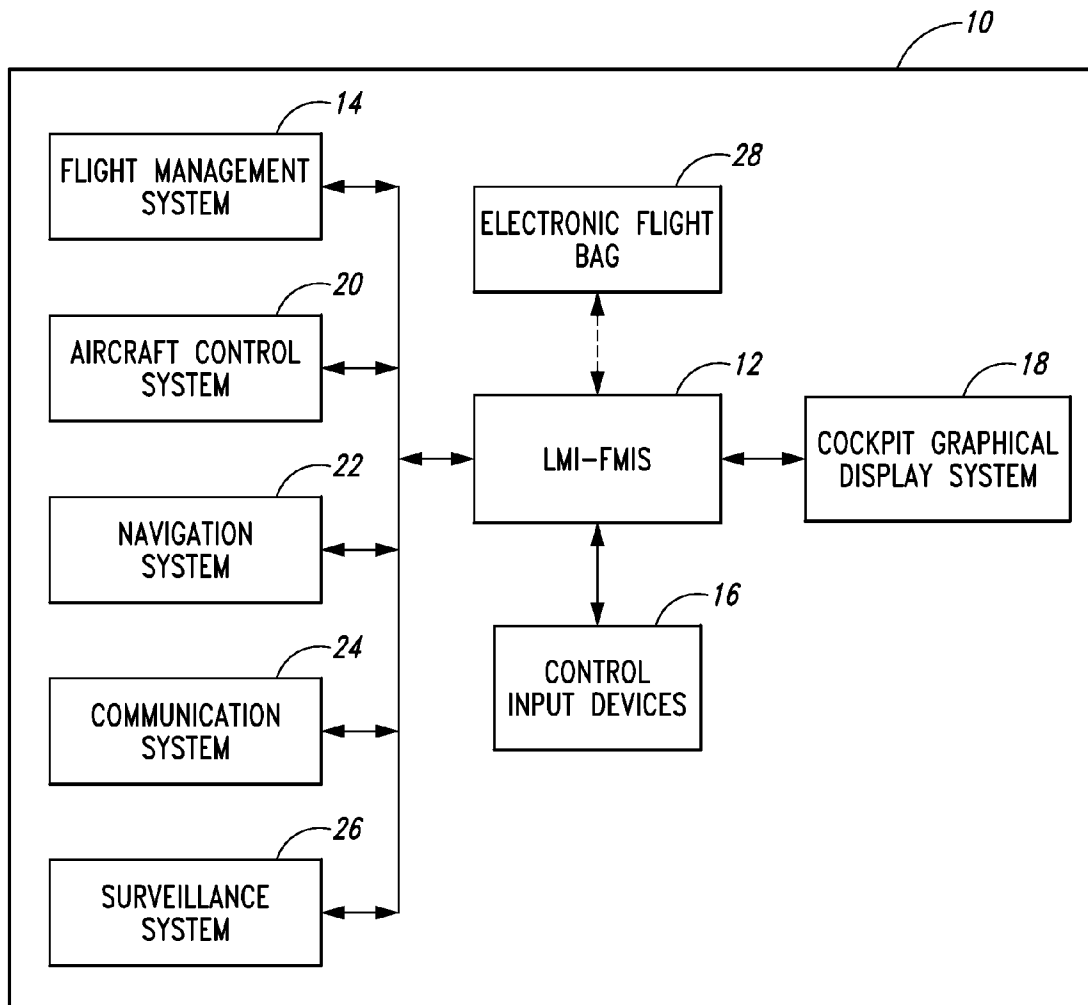 10
14
FLIGHT MANAGEMENT
SYSTEM
28
ELECTRONIC FLIGHT
BAG
20
AIRCRAFT CONTROL
SYSTEM
12
LMI-FMIS
18
COCKPIT GRAPHICAL
DISPLAY SYSTEM
22
NAVIGATION
SYSTEM
16
CONTROL
INPUT DEVICES
24
COMMUNICATION
SYSTEM
26
SURVEILLANCE
SYSTEM